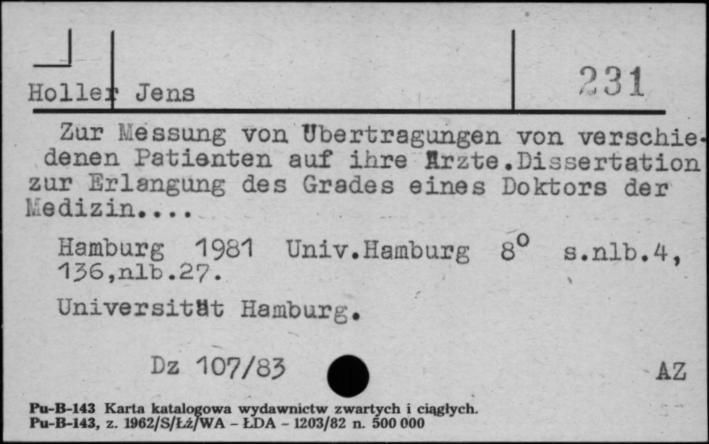 231
Holler Jens
Zur Messung von Übertragungen von verschie-
denen Patienten auf ihre Ärzte.Dissertation
zur Erlangung des Grades eines Doktors der
Medizin....
Hamburg 1981 Univ.Hamburg 8° s.nlb.4,
136,nlb.27.
Universität Hamburg.
Dz 107/83
AZ
Pu-B-143 Karta katalogowa wydawnictw zwartych i ciągłych.
Pu-B-143, z. 1962/S/Łż/WA – ŁDA – 1203/82 n. 500 000